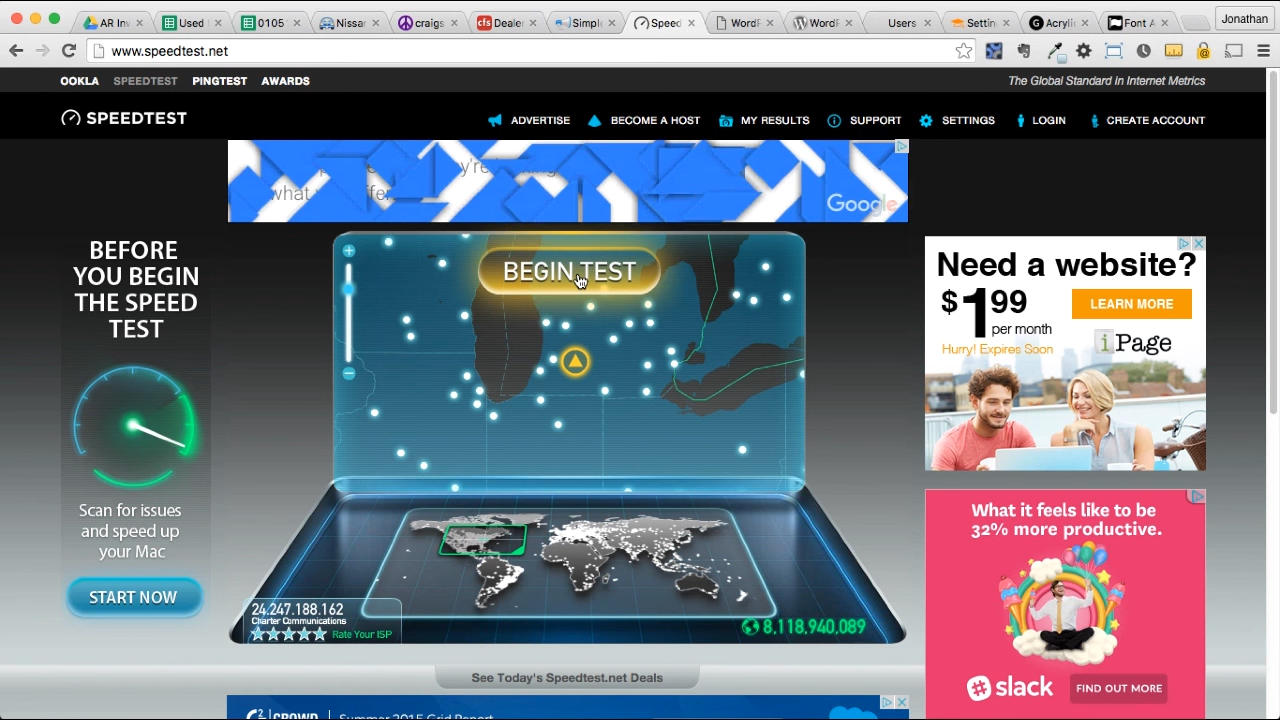 AR In
Used
0105
Nissan
craigs
Dealer
Simple
Speed
WordP
WordP
Users
Settin
Acryli
Font A
Jonathan
www.speedtest.net
OOKLA SPEEDTEST PINGTEST AWARDS
The Global Standard in Internet Metrics
SPEEDTEST
ADVERTISE BECOME A HOST MY RESULTS SUPPORT SETTINGS LOGIN CREATE ACCOUNT
what
Google
BEFORE
YOU BEGIN
THE SPEED
TEST
Scan for issues
and speed up
your Mac
START NOW
BEGIN TEST
24.247.188.162
Charter Communications
Rate Your ISP
8,118,940,089
See Today's Speedtest.net Deals
G2 CROWD Summer 2015 Grid Report
Need a website?
$1.99
per month
Hurry! Expires Soon
LEARN MORE
iPage
What it feels like to be
32% more productive.
slack
FIND OUT MORE